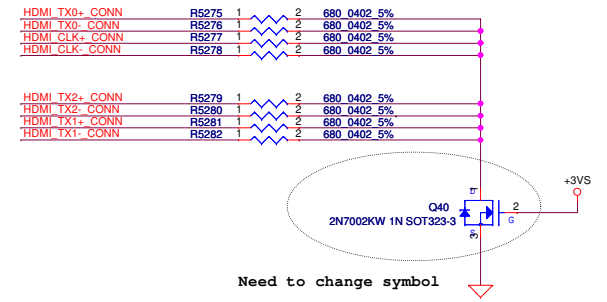 HDMI_TX0+_CONN R5275 1 2 680_0402_5%
HDMI_TX0-_CONN R5276 1 2 680_0402_5%
HDMI_CLK+_CONN R5277 1 2 680_0402_5%
HDMI_CLK-_CONN R5278 1 2 680_0402_5%
HDMI_TX2+_CONN R5279 1 2 680_0402_5%
HDMI_TX2-_CONN R5280 1 2 680_0402_5%
HDMI_TX1+_CONN R5281 1 2 680_0402_5%
HDMI_TX1-_CONN R5282 1 2 680_0402_5%
+3VS
D 1
Q40 2
2N7002KW 1N SOT323-3 G
S 3
Need to change symbol